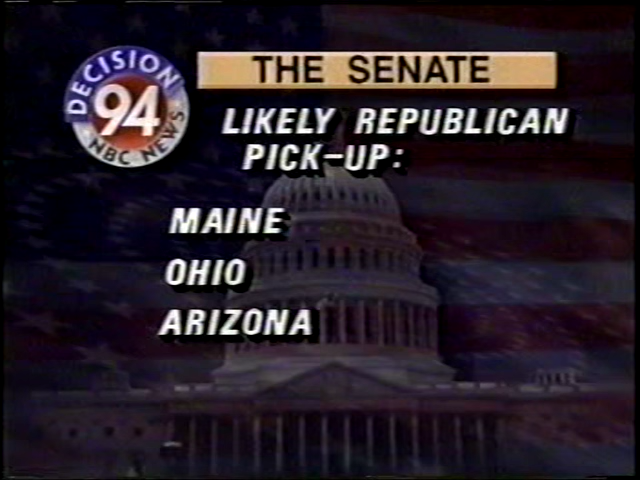 DECISION
94
NBC NEWS
THE SENATE
LIKELY REPUBLICAN
PICK-UP:
MAINE
OHIO
ARIZONA